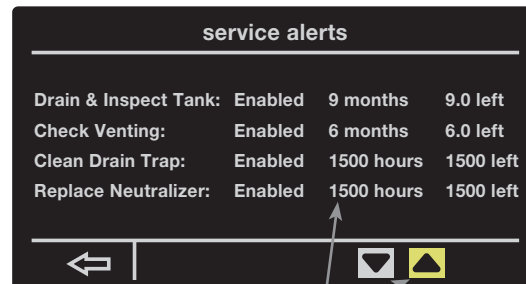 service alerts
Drain & Inspect Tank: Enabled 9 months 9.0 left
Check Venting: Enabled 6 months 6.0 left
Clean Drain Trap: Enabled 1500 hours 1500 left
Replace Neutralizer: Enabled 1500 hours 1500 left